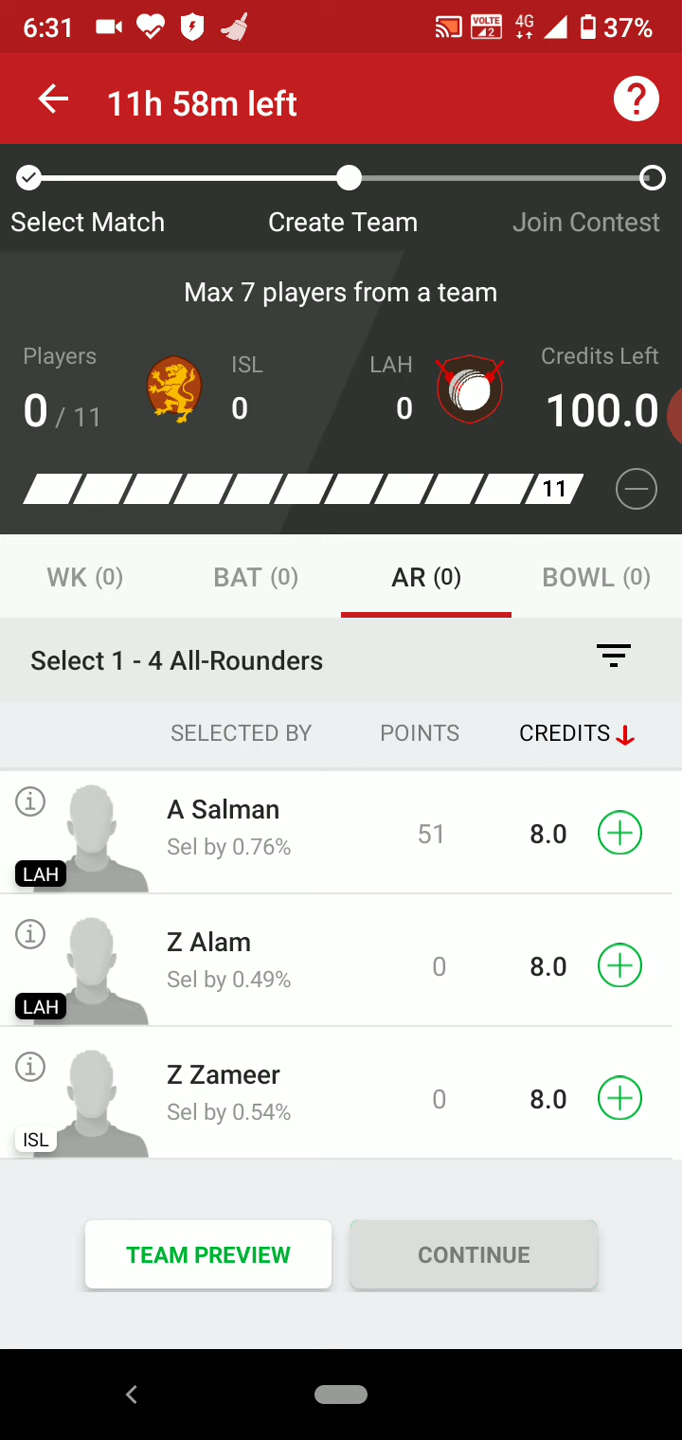 6:31 VOLTE 2 4G 37%
11h 58m left ?
Select Match Create Team Join Contest
Max 7 players from a team
Players ISL LAH Credits Left
0 / 11 0 0 100.0
11
WK (0) BAT (0) AR (0) BOWL (0)
Select 1 - 4 All-Rounders
SELECTED BY POINTS CREDITS
A Salman
Sel by 0.76% 51 8.0
LAH
Z Alam
Sel by 0.49% 0 8.0
LAH
Z Zameer
Sel by 0.54% 0 8.0
ISL
TEAM PREVIEW CONTINUE